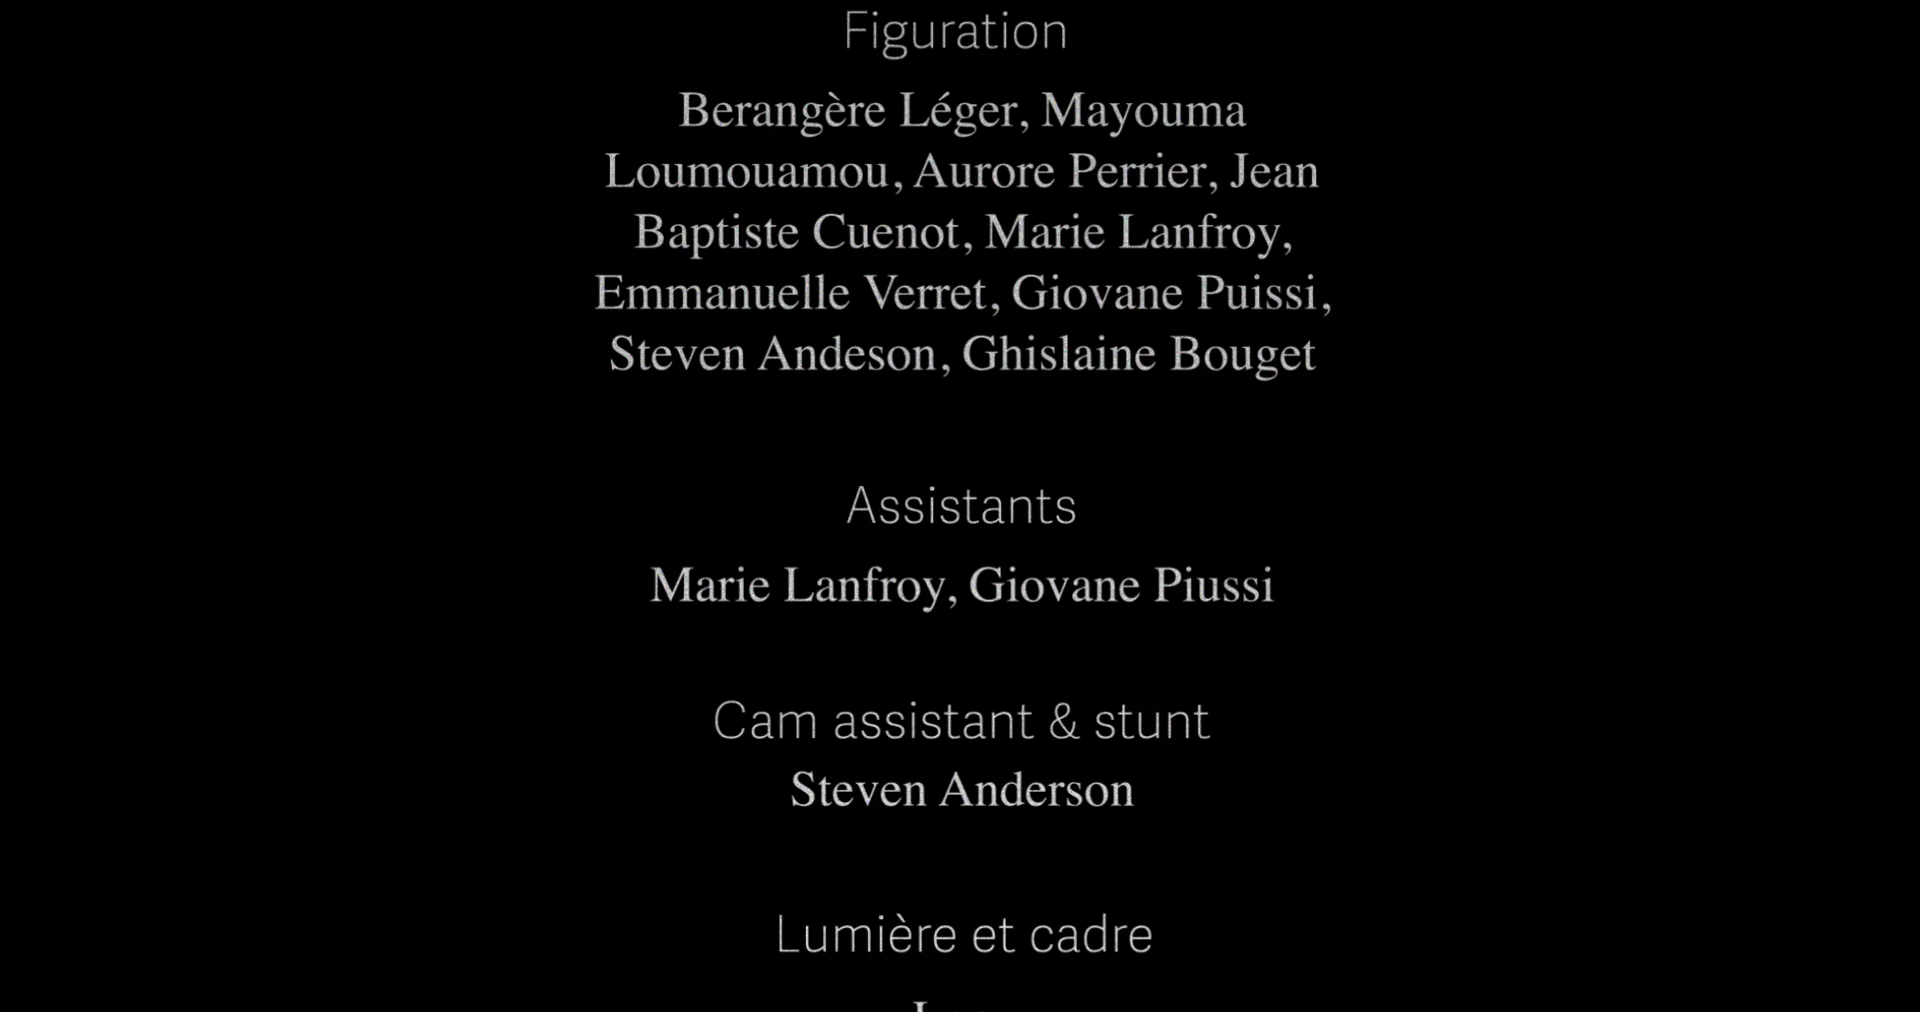 Figuration
Berangère Léger, Mayouma
Loumouamou, Aurore Perrier, Jean
Baptiste Cuenot, Marie Lanfroy,
Emmanuelle Verret, Giovane Puissi,
Steven Andeson, Ghislaine Bouget
Assistants
Marie Lanfroy, Giovane Piussi
Cam assistant & stunt
Steven Anderson
Lumière et cadre